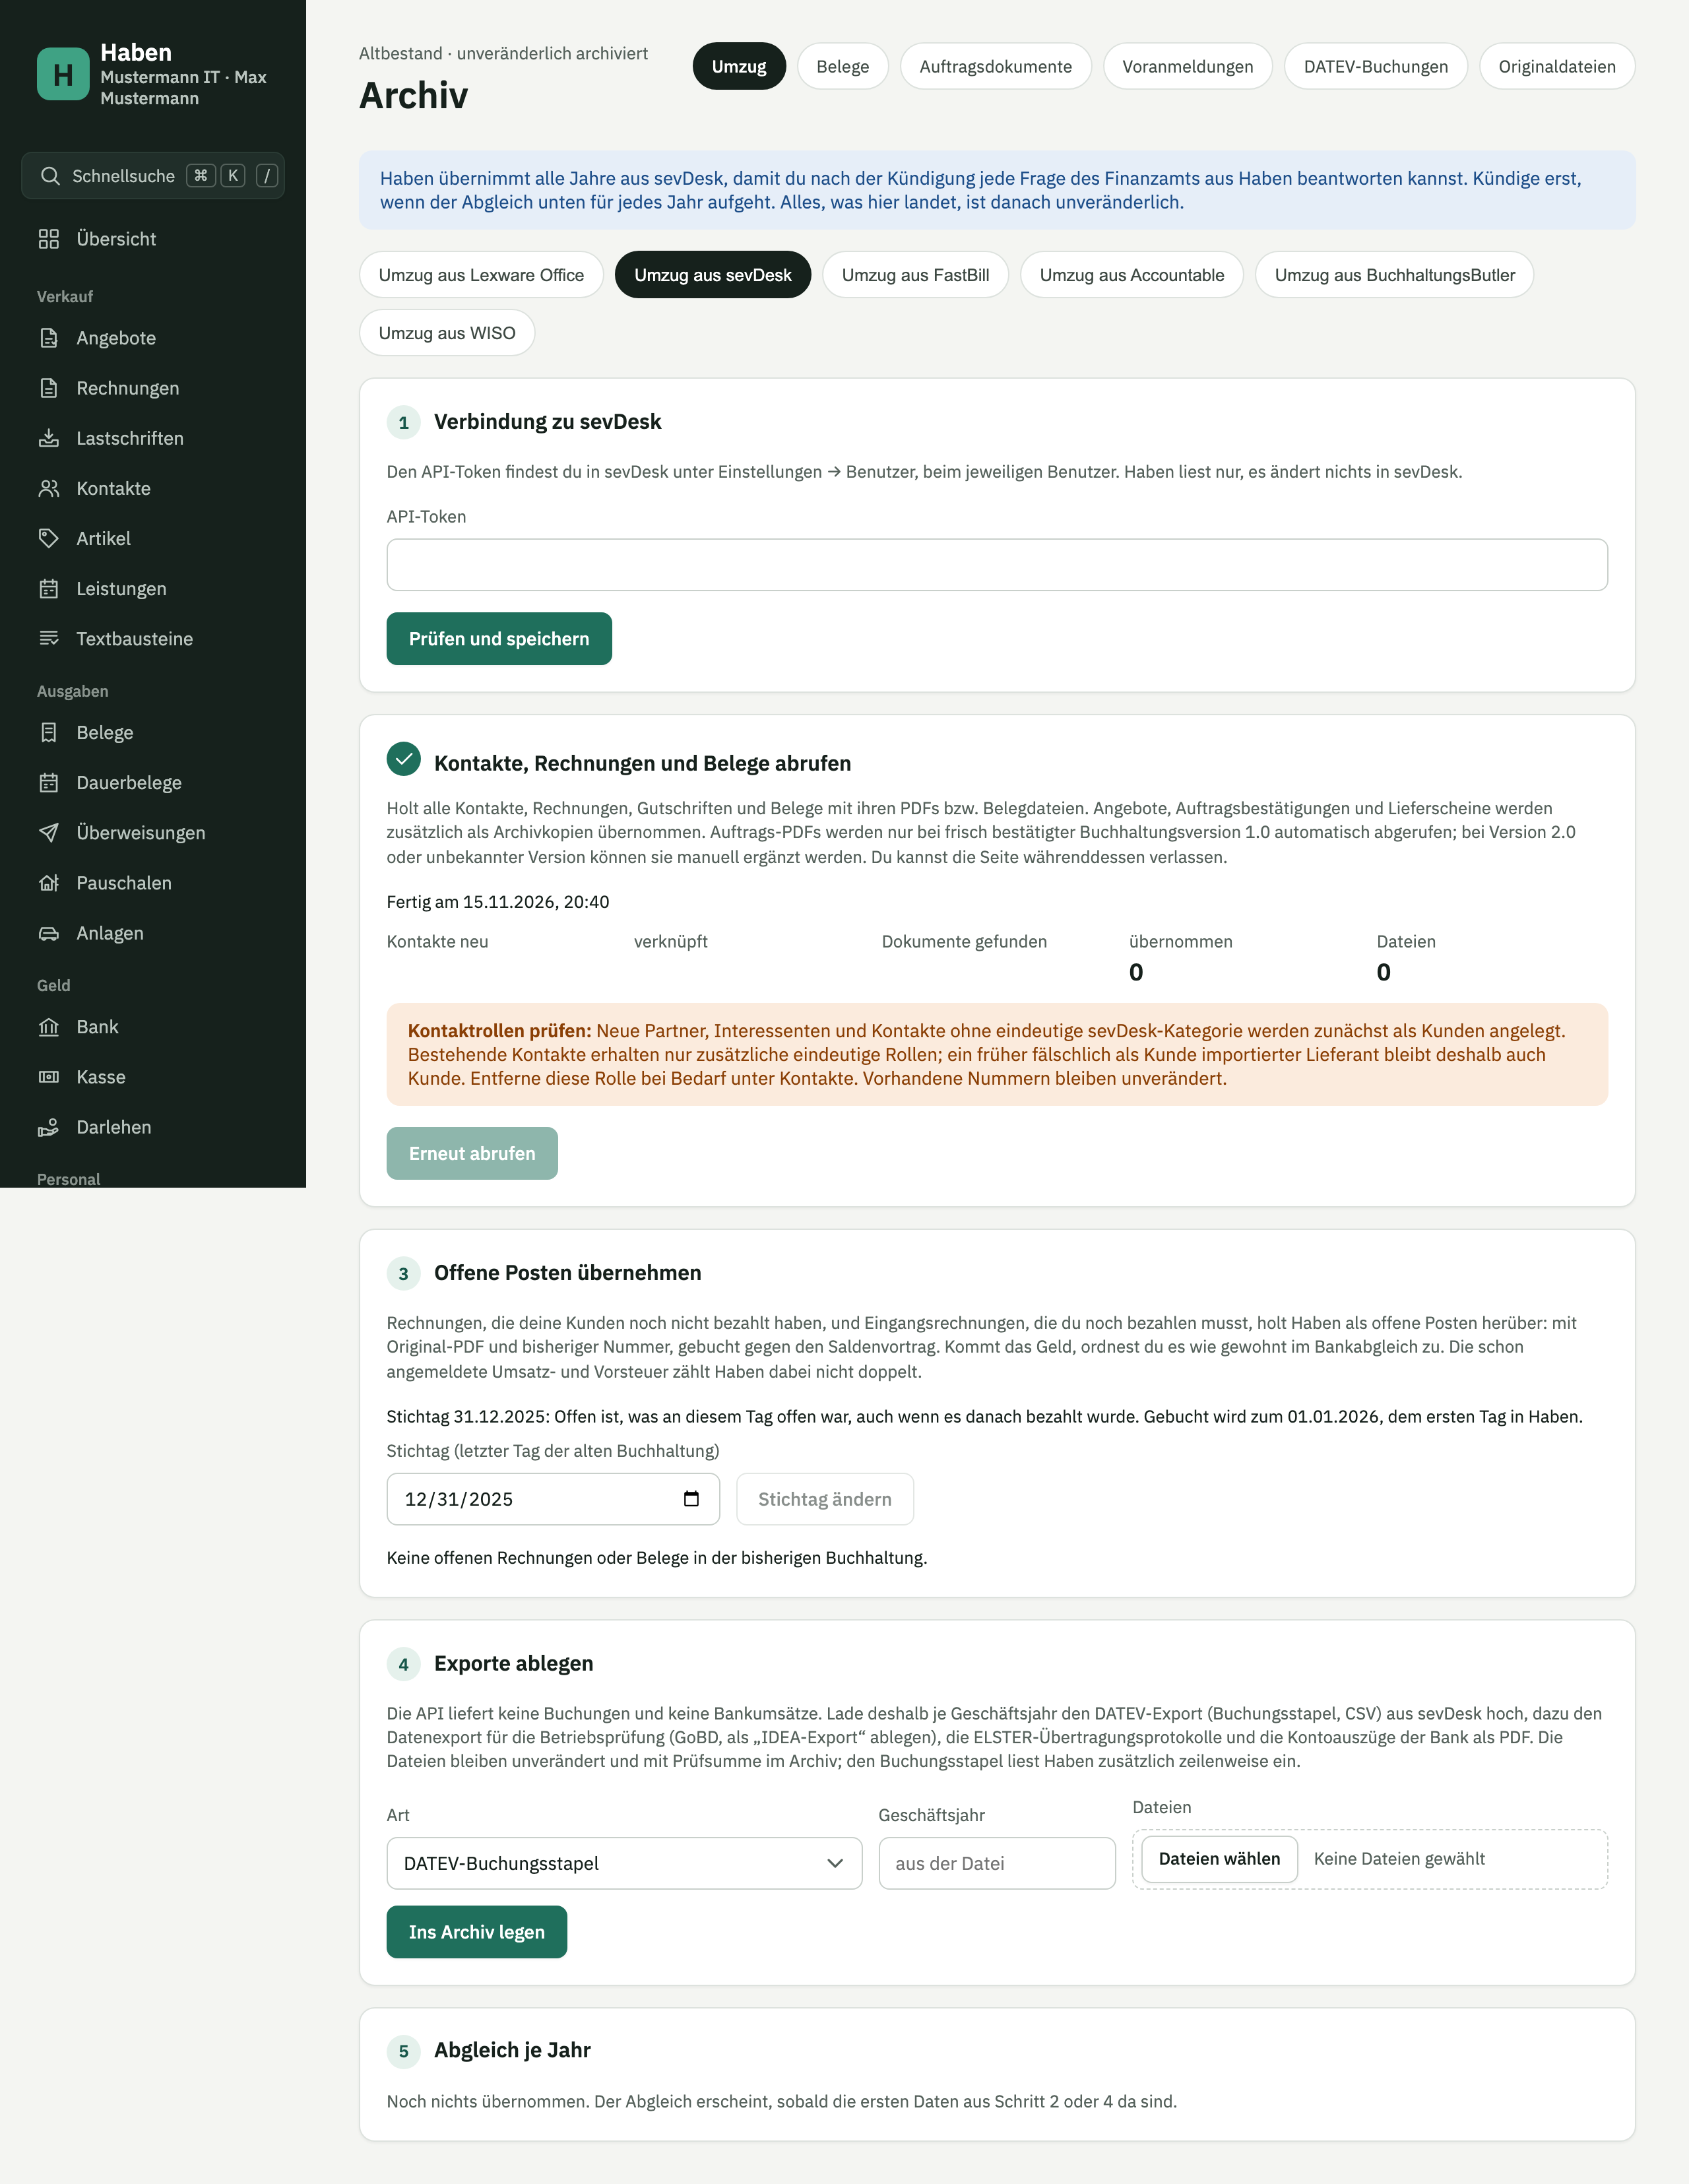 H
Haben
Mustermann IT · Max
Mustermann
Schnellsuche ⌘ K /
Übersicht
Verkauf
Angebote
Rechnungen
Lastschriften
Kontakte
Artikel
Leistungen
Textbausteine
Ausgaben
Belege
Dauerbelege
Überweisungen
Pauschalen
Anlagen
Geld
Bank
Kasse
Darlehen
Personal
Altbestand · unveränderlich archiviert
Archiv
Umzug Belege Auftragsdokumente Voranmeldungen DATEV-Buchungen Originaldateien
Haben übernimmt alle Jahre aus sevDesk, damit du nach der Kündigung jede Frage des Finanzamts aus Haben beantworten kannst. Kündige erst,
wenn der Abgleich unten für jedes Jahr aufgeht. Alles, was hier landet, ist danach unveränderlich.
Umzug aus Lexware Office Umzug aus sevDesk Umzug aus FastBill Umzug aus Accountable Umzug aus BuchhaltungsButler
Umzug aus WISO
1 Verbindung zu sevDesk
Den API-Token findest du in sevDesk unter Einstellungen → Benutzer, beim jeweiligen Benutzer. Haben liest nur, es ändert nichts in sevDesk.
API-Token
Prüfen und speichern
Kontakte, Rechnungen und Belege abrufen
Holt alle Kontakte, Rechnungen, Gutschriften und Belege mit ihren PDFs bzw. Belegdateien. Angebote, Auftragsbestätigungen und Lieferscheine werden
zusätzlich als Archivkopien übernommen. Auftrags-PDFs werden nur bei frisch bestätigter Buchhaltungsversion 1.0 automatisch abgerufen; bei Version 2.0
oder unbekannter Version können sie manuell ergänzt werden. Du kannst die Seite währenddessen verlassen.
Fertig am 15.11.2026, 20:40
Kontakte neu verknüpft Dokumente gefunden übernommen Dateien
0 0
Kontaktrollen prüfen: Neue Partner, Interessenten und Kontakte ohne eindeutige sevDesk-Kategorie werden zunächst als Kunden angelegt.
Bestehende Kontakte erhalten nur zusätzliche eindeutige Rollen; ein früher fälschlich als Kunde importierter Lieferant bleibt deshalb auch
Kunde. Entferne diese Rolle bei Bedarf unter Kontakte. Vorhandene Nummern bleiben unverändert.
Erneut abrufen
3 Offene Posten übernehmen
Rechnungen, die deine Kunden noch nicht bezahlt haben, und Eingangsrechnungen, die du noch bezahlen musst, holt Haben als offene Posten herüber: mit
Original-PDF und bisheriger Nummer, gebucht gegen den Saldenvortrag. Kommt das Geld, ordnest du es wie gewohnt im Bankabgleich zu. Die schon
angemeldete Umsatz- und Vorsteuer zählt Haben dabei nicht doppelt.
Stichtag 31.12.2025: Offen ist, was an diesem Tag offen war, auch wenn es danach bezahlt wurde. Gebucht wird zum 01.01.2026, dem ersten Tag in Haben.
Stichtag (letzter Tag der alten Buchhaltung)
12/31/2025 Stichtag ändern
Keine offenen Rechnungen oder Belege in der bisherigen Buchhaltung.
4 Exporte ablegen
Die API liefert keine Buchungen und keine Bankumsätze. Lade deshalb je Geschäftsjahr den DATEV-Export (Buchungsstapel, CSV) aus sevDesk hoch, dazu den
Datenexport für die Betriebsprüfung (GoBD, als „IDEA-Export“ ablegen), die ELSTER-Übertragungsprotokolle und die Kontoauszüge der Bank als PDF. Die
Dateien bleiben unverändert und mit Prüfsumme im Archiv; den Buchungsstapel liest Haben zusätzlich zeilenweise ein.
Art Geschäftsjahr Dateien
DATEV-Buchungsstapel aus der Datei Dateien wählen Keine Dateien gewählt
Ins Archiv legen
5 Abgleich je Jahr
Noch nichts übernommen. Der Abgleich erscheint, sobald die ersten Daten aus Schritt 2 oder 4 da sind.